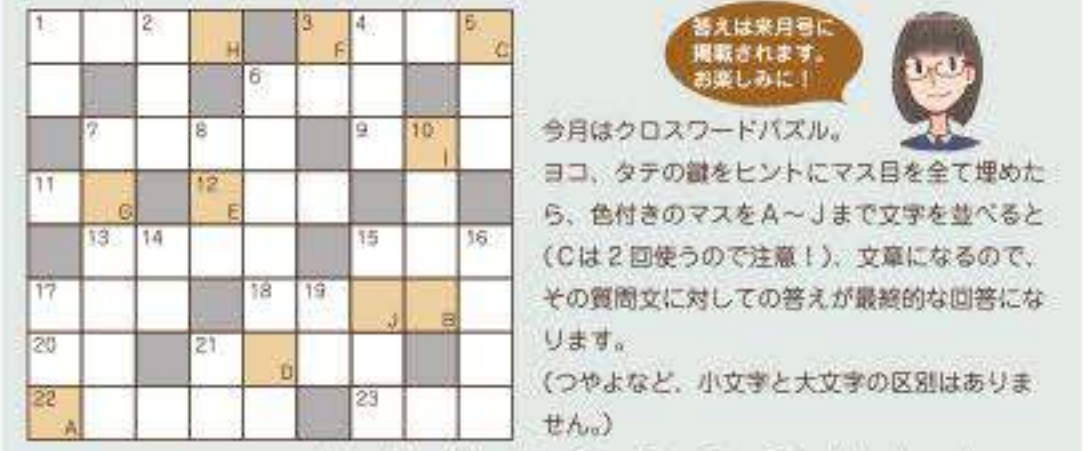 1 2 H 3 F 4 5 C
6
7 8 9 10 I
11 G 12 E
13 14 15 16
17 18 19 J B
20 21 D
22 A 23
答えは来月号に
掲載されます。
お楽しみに！
今月はクロスワードパズル。
ヨコ、タテの鍵をヒントにマス目を全て埋めた
ら、色付きのマスをA～Jまで文字を並べると
(Cは2回使うので注意！)、文章になるので、
その質問文に対しての答えが最終的な回答にな
ります。
(つやよなど、小文字と大文字の区別はありま
せん。)